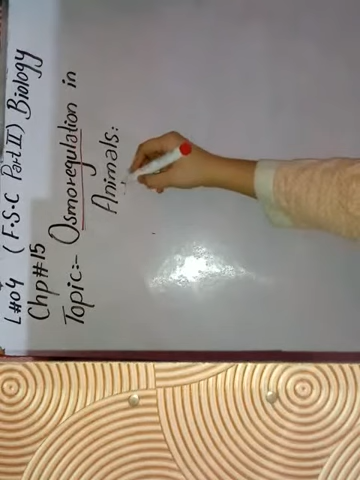 L#04 (F.S.C Part II) Biology
Chp#15
Topic:- Osmoregulation in
Animals: